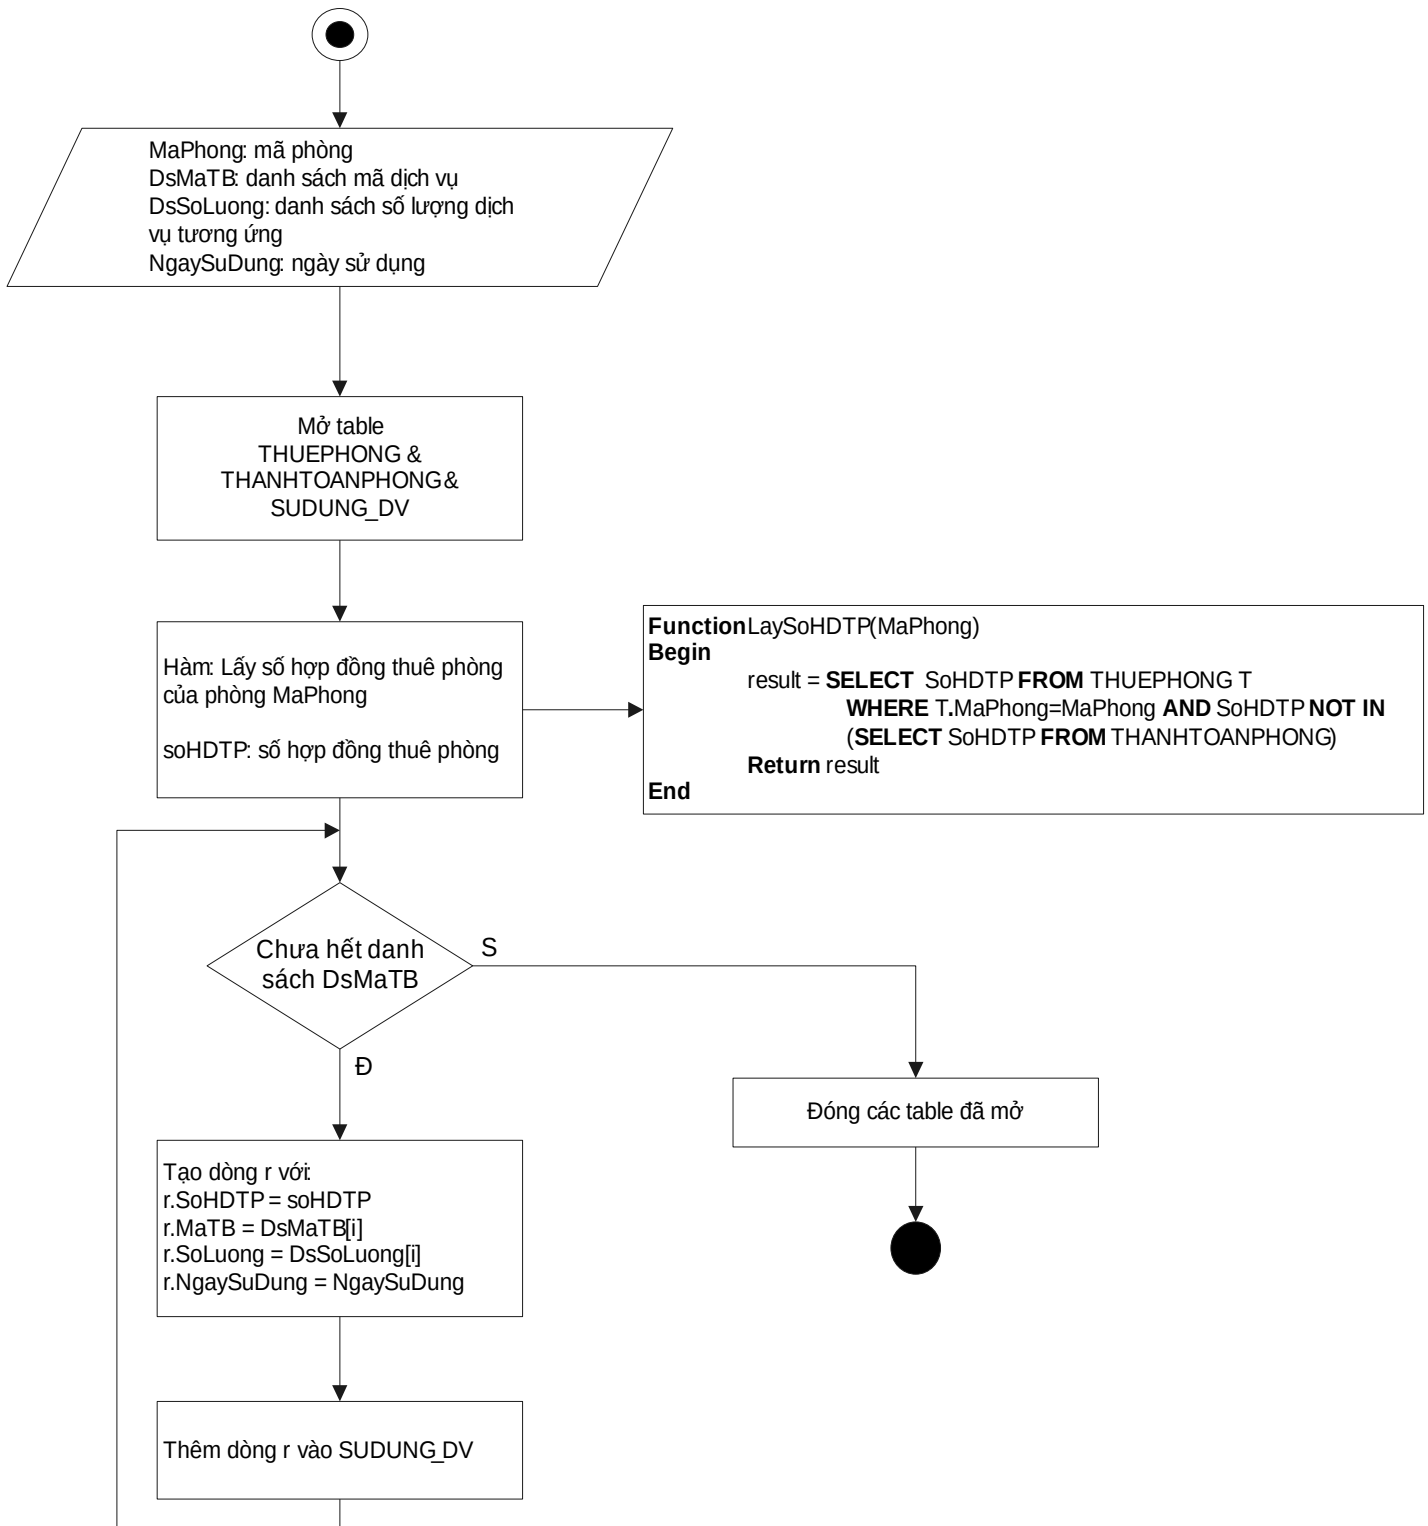 MaPhong: mã phòng
DsMaTB: danh sách mã dịch vụ
DsSoLuong: danh sách số lượng dịch
vụ tương ứng
NgaySuDung: ngày sử dụng
Mở table
THUEPHONG &
THANHTOANPHONG &
SUDUNG_DV
Hàm: Lấy số hợp đồng thuê phòng
của phòng MaPhong
soHDTP: số hợp đồng thuê phòng
Function LaySoHDTP(MaPhong)
Begin
result = SELECT SoHDTP FROM THUEPHONG T
WHERE T.MaPhong=MaPhong AND SoHDTP NOT IN
(SELECT SoHDTP FROM THANHTOANPHONG)
Return result
End
Chưa hết danh
sách DsMaTB
S
Đ
Đóng các table đã mở
Tạo dòng r với:
r.SoHDTP = soHDTP
r.MaTB = DsMaTB[i]
r.SoLuong = DsSoLuong[i]
r.NgaySuDung = NgaySuDung
Thêm dòng r vào SUDUNG_DV